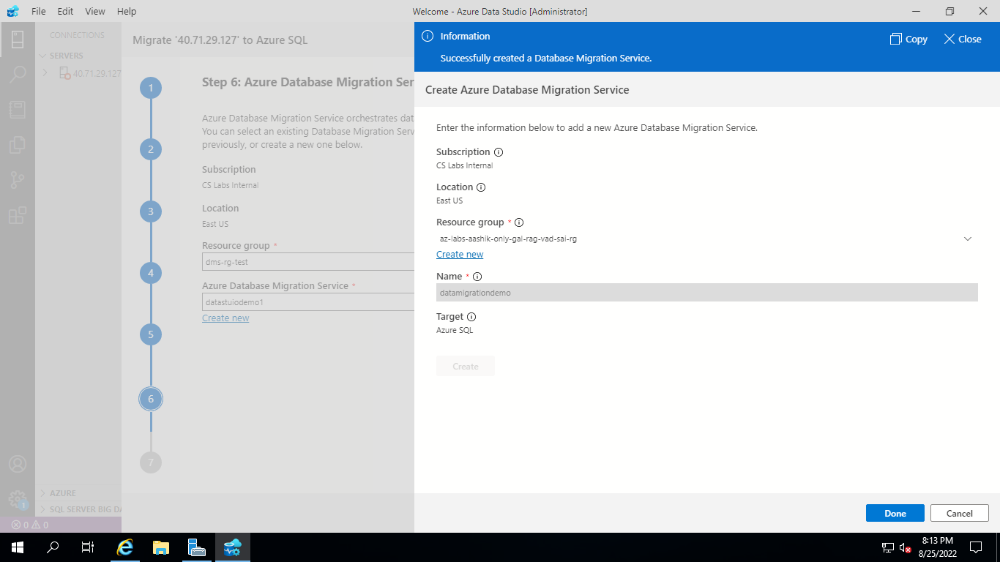 File Edit View Help
Welcome - Azure Data Studio [Administrator]
CONNECTIONS
SERVERS
40.71.29.127
AZURE
SQL SERVER BIG DA
1
0 0
Migrate '40.71.29.127' to Azure SQL
1
2
3
4
5
6
7
Step 6: Azure Database Migration Ser
Azure Database Migration Service orchestrates dat
You can select an existing Database Migration Serv
previously, or create a new one below.
Subscription
CS Labs Internal
Location
East US
Resource group *
dms-rg-test
Azure Database Migration Service *
datastuiodemo1
Create new
Information
Successfully created a Database Migration Service.
Copy
Close
Create Azure Database Migration Service
Enter the information below to add a new Azure Database Migration Service.
Subscription
CS Labs Internal
Location
East US
Resource group *
az-labs-aashik-only-gal-rag-vad-sai-rg
Create new
Name *
datamigrationdemo
Target
Azure SQL
Create
Done
Cancel
8:13 PM
8/25/2022